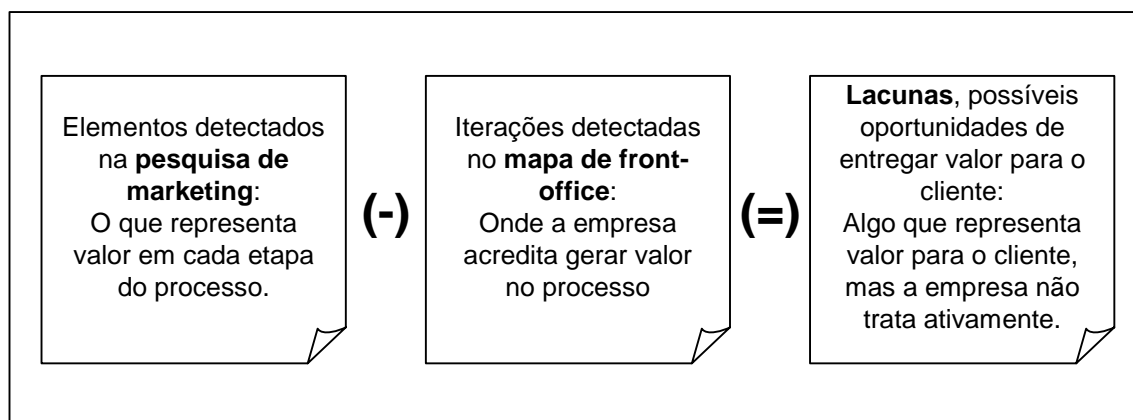 Elementos detectados
na pesquisa de
marketing:
O que representa
valor em cada etapa
do processo.
(-)
Iterações detectadas
no mapa de front-
office:
Onde a empresa
acredita gerar valor
no processo
(=)
Lacunas, possíveis
oportunidades de
entregar valor para o
cliente:
Algo que representa
valor para o cliente,
mas a empresa não
trata ativamente.